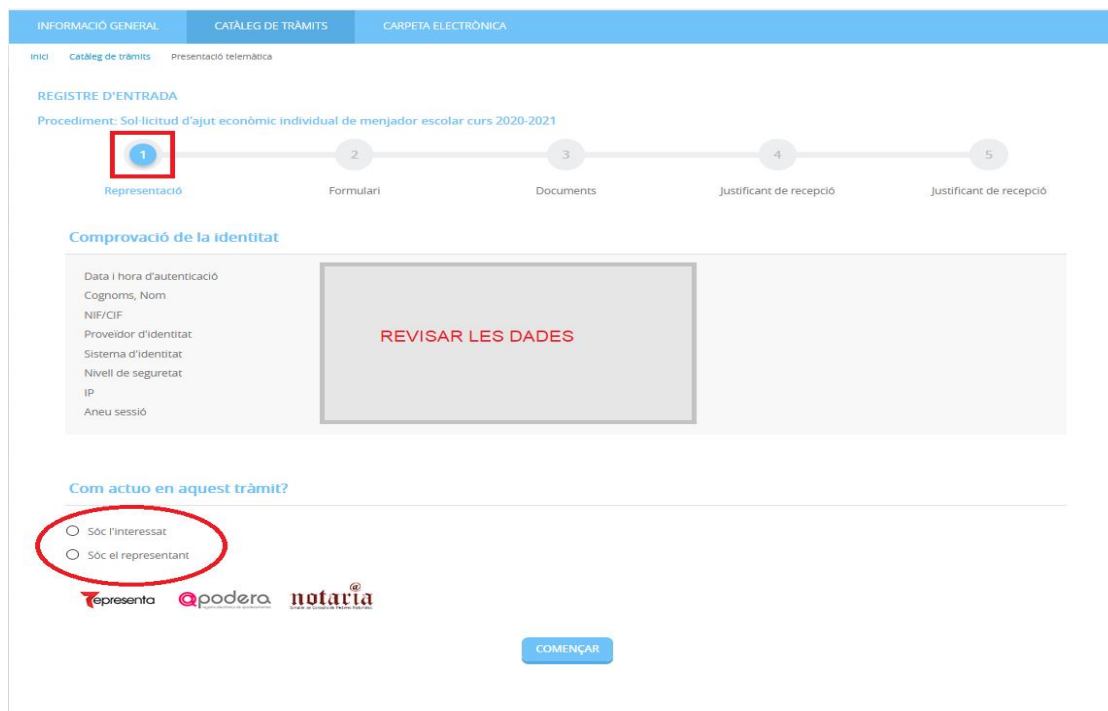 INFORMACIÓ GENERAL CATÀLEG DE TRÀMITS CARPETA ELECTRÒNICA
Inici Catàleg de tràmits Presentació telemàtica
REGISTRE D'ENTRADA
Procediment: Sol·licitud d'ajut econòmic individual de menjador escolar curs 2020-2021
1 2 3 4 5
Representació Formulari Documents Justificant de recepció Justificant de recepció
Comprovació de la identitat
Data i hora d'autenticació
Cognoms, Nom
NIF/CIF
Proveïdor d'identitat
Sistema d'identitat
Nivell de seguretat
IP
Aneu sessió
REVISAR LES DADES
Com actuo en aquest tràmit?
Sóc l'interessat
Sóc el representant
representa @podera notaria
COMENÇAR